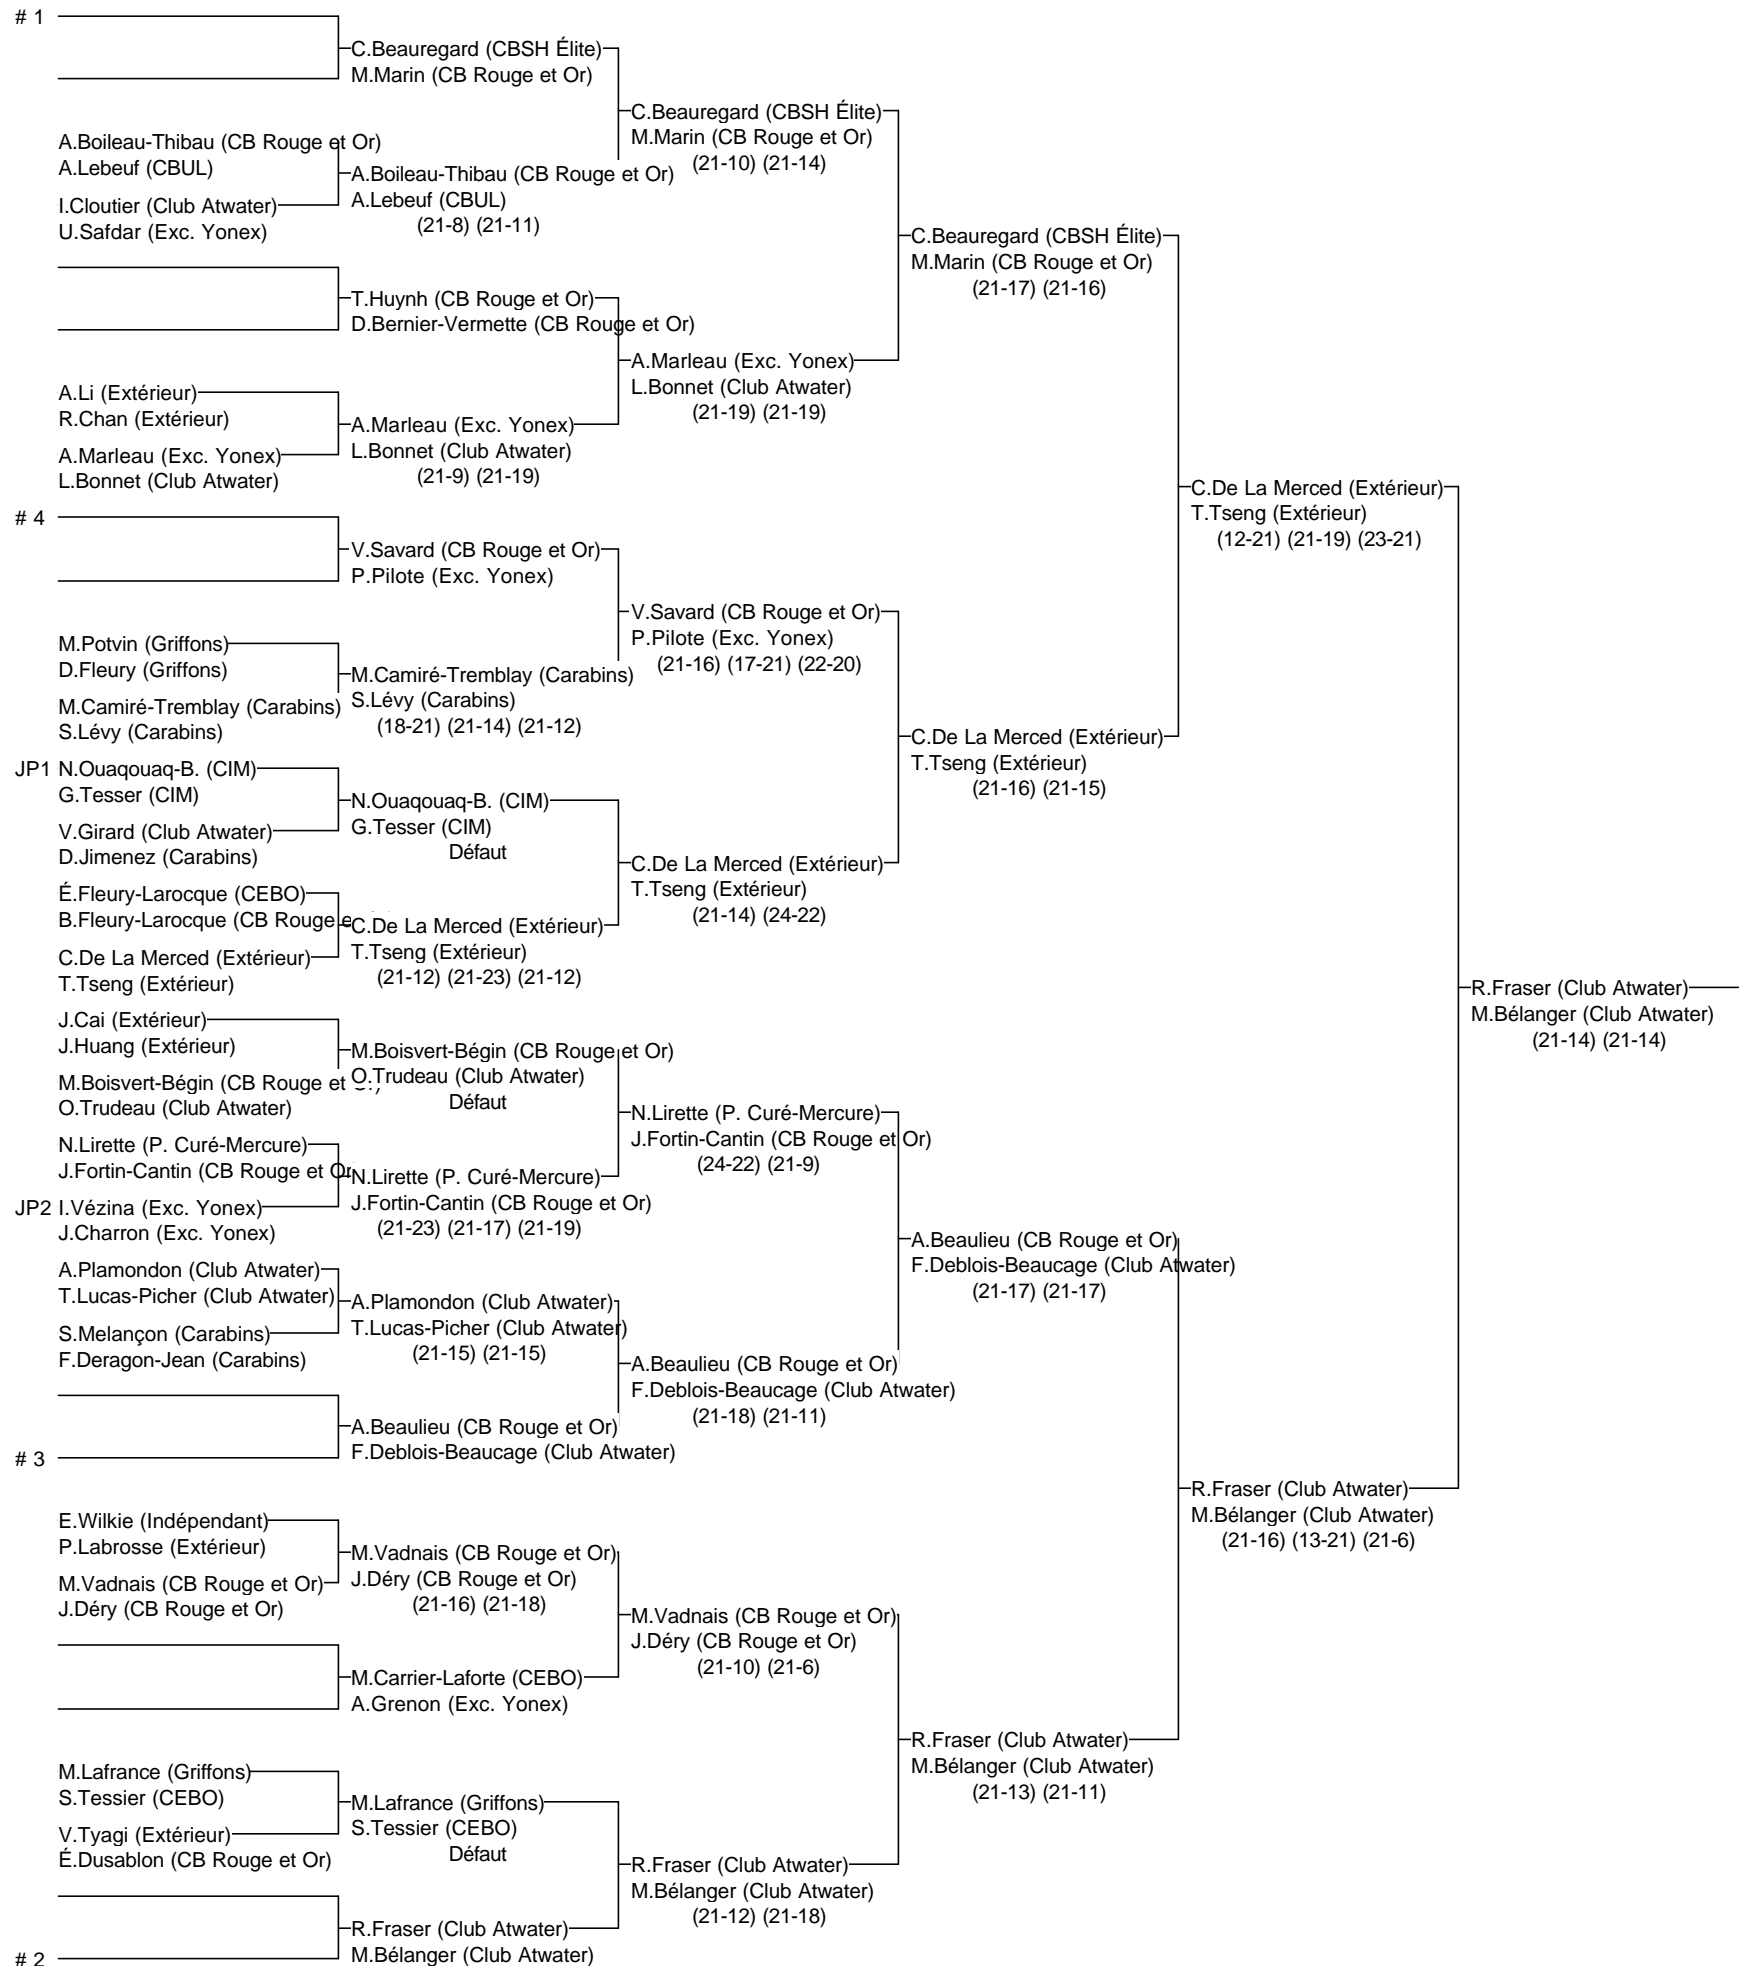 # 1
C.Beauregard (CBSH Élite)
M.Marin (CB Rouge et Or)
C.Beauregard (CBSH Élite)
M.Marin (CB Rouge et Or)
(21-10) (21-14)
A.Boileau-Thibau (CB Rouge et Or)
A.Lebeuf (CBUL)
A.Boileau-Thibau (CB Rouge et Or)
A.Lebeuf (CBUL)
(21-8) (21-11)
I.Cloutier (Club Atwater)
U.Safdar (Exc. Yonex)
C.Beauregard (CBSH Élite)
M.Marin (CB Rouge et Or)
(21-17) (21-16)
T.Huynh (CB Rouge et Or)
D.Bernier-Vermette (CB Rouge et Or)
A.Marleau (Exc. Yonex)
L.Bonnet (Club Atwater)
(21-19) (21-19)
A.Li (Extérieur)
R.Chan (Extérieur)
A.Marleau (Exc. Yonex)
L.Bonnet (Club Atwater)
(21-9) (21-19)
A.Marleau (Exc. Yonex)
L.Bonnet (Club Atwater)
C.De La Merced (Extérieur)
T.Tseng (Extérieur)
(12-21) (21-19) (23-21)
# 4
V.Savard (CB Rouge et Or)
P.Pilote (Exc. Yonex)
V.Savard (CB Rouge et Or)
P.Pilote (Exc. Yonex)
(21-16) (17-21) (22-20)
M.Potvin (Griffons)
D.Fleury (Griffons)
M.Camiré-Tremblay (Carabins)
S.Lévy (Carabins)
(18-21) (21-14) (21-12)
M.Camiré-Tremblay (Carabins)
S.Lévy (Carabins)
C.De La Merced (Extérieur)
T.Tseng (Extérieur)
(21-16) (21-15)
JP1 N.Ouaqouaq-B. (CIM)
G.Tesser (CIM)
N.Ouaqouaq-B. (CIM)
G.Tesser (CIM)
Défaut
V.Girard (Club Atwater)
D.Jimenez (Carabins)
C.De La Merced (Extérieur)
T.Tseng (Extérieur)
(21-14) (24-22)
É.Fleury-Larocque (CEBO)
B.Fleury-Larocque (CB Rouge e
C.De La Merced (Extérieur)
T.Tseng (Extérieur)
(21-12) (21-23) (21-12)
C.De La Merced (Extérieur)
T.Tseng (Extérieur)
R.Fraser (Club Atwater)
M.Bélanger (Club Atwater)
(21-14) (21-14)
J.Cai (Extérieur)
J.Huang (Extérieur)
M.Boisvert-Bégin (CB Rouge et Or)
O.Trudeau (Club Atwater)
Défaut
M.Boisvert-Bégin (CB Rouge et Or)
O.Trudeau (Club Atwater)
N.Lirette (P. Curé-Mercure)
J.Fortin-Cantin (CB Rouge et Or)
(24-22) (21-9)
N.Lirette (P. Curé-Mercure)
J.Fortin-Cantin (CB Rouge et Or
N.Lirette (P. Curé-Mercure)
J.Fortin-Cantin (CB Rouge et Or)
(21-23) (21-17) (21-19)
JP2 I.Vézina (Exc. Yonex)
J.Charron (Exc. Yonex)
A.Beaulieu (CB Rouge et Or)
F.Deblois-Beaucage (Club Atwater)
(21-17) (21-17)
A.Plamondon (Club Atwater)
T.Lucas-Picher (Club Atwater)
A.Plamondon (Club Atwater)
T.Lucas-Picher (Club Atwater)
(21-15) (21-15)
S.Melançon (Carabins)
F.Deragon-Jean (Carabins)
A.Beaulieu (CB Rouge et Or)
F.Deblois-Beaucage (Club Atwater)
(21-18) (21-11)
A.Beaulieu (CB Rouge et Or)
F.Deblois-Beaucage (Club Atwater)
# 3
R.Fraser (Club Atwater)
M.Bélanger (Club Atwater)
(21-16) (13-21) (21-6)
E.Wilkie (Indépendant)
P.Labrosse (Extérieur)
M.Vadnais (CB Rouge et Or)
J.Déry (CB Rouge et Or)
(21-16) (21-18)
M.Vadnais (CB Rouge et Or)
J.Déry (CB Rouge et Or)
M.Vadnais (CB Rouge et Or)
J.Déry (CB Rouge et Or)
(21-10) (21-6)
M.Carrier-Laforte (CEBO)
A.Grenon (Exc. Yonex)
R.Fraser (Club Atwater)
M.Bélanger (Club Atwater)
(21-13) (21-11)
M.Lafrance (Griffons)
S.Tessier (CEBO)
M.Lafrance (Griffons)
S.Tessier (CEBO)
Défaut
V.Tyagi (Extérieur)
É.Dusablon (CB Rouge et Or)
R.Fraser (Club Atwater)
M.Bélanger (Club Atwater)
(21-12) (21-18)
R.Fraser (Club Atwater)
M.Bélanger (Club Atwater)
# 2